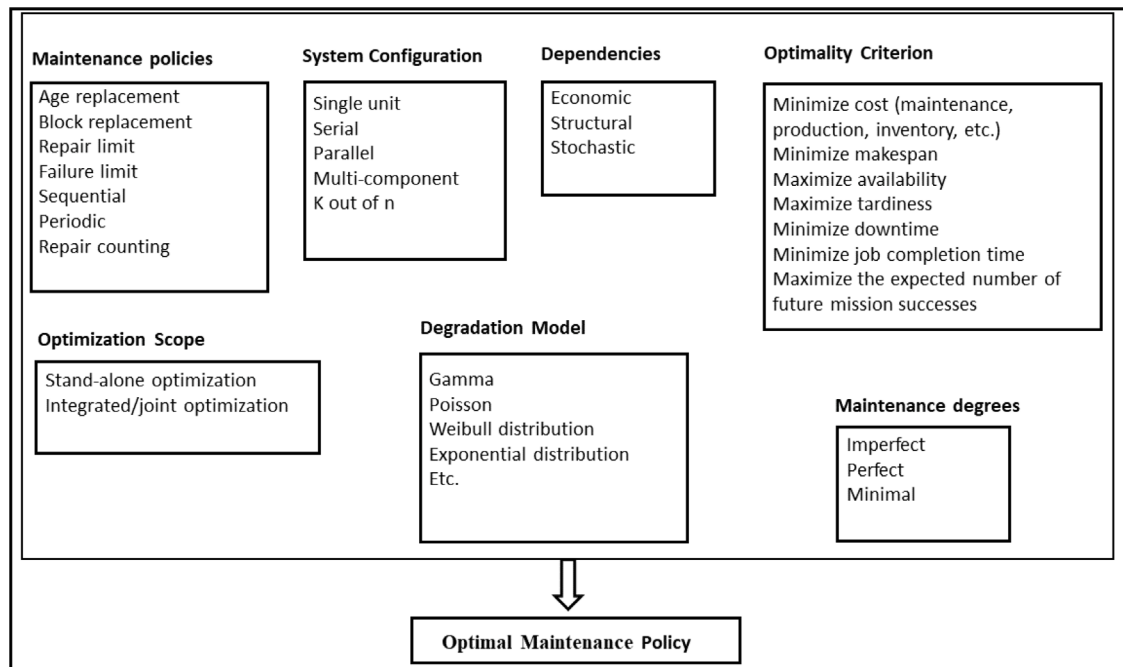 Maintenance policies
Age replacement
Block replacement
Repair limit
Failure limit
Sequential
Periodic
Repair counting
System Configuration
Single unit
Serial
Parallel
Multi-component
K out of n
Dependencies
Economic
Structural
Stochastic
Optimality Criterion
Minimize cost (maintenance,
production, inventory, etc.)
Minimize makespan
Maximize availability
Maximize tardiness
Minimize downtime
Minimize job completion time
Maximize the expected number of
future mission successes
Optimization Scope
Stand-alone optimization
Integrated/joint optimization
Degradation Model
Gamma
Poisson
Weibull distribution
Exponential distribution
Etc.
Maintenance degrees
Imperfect
Perfect
Minimal
Optimal Maintenance Policy